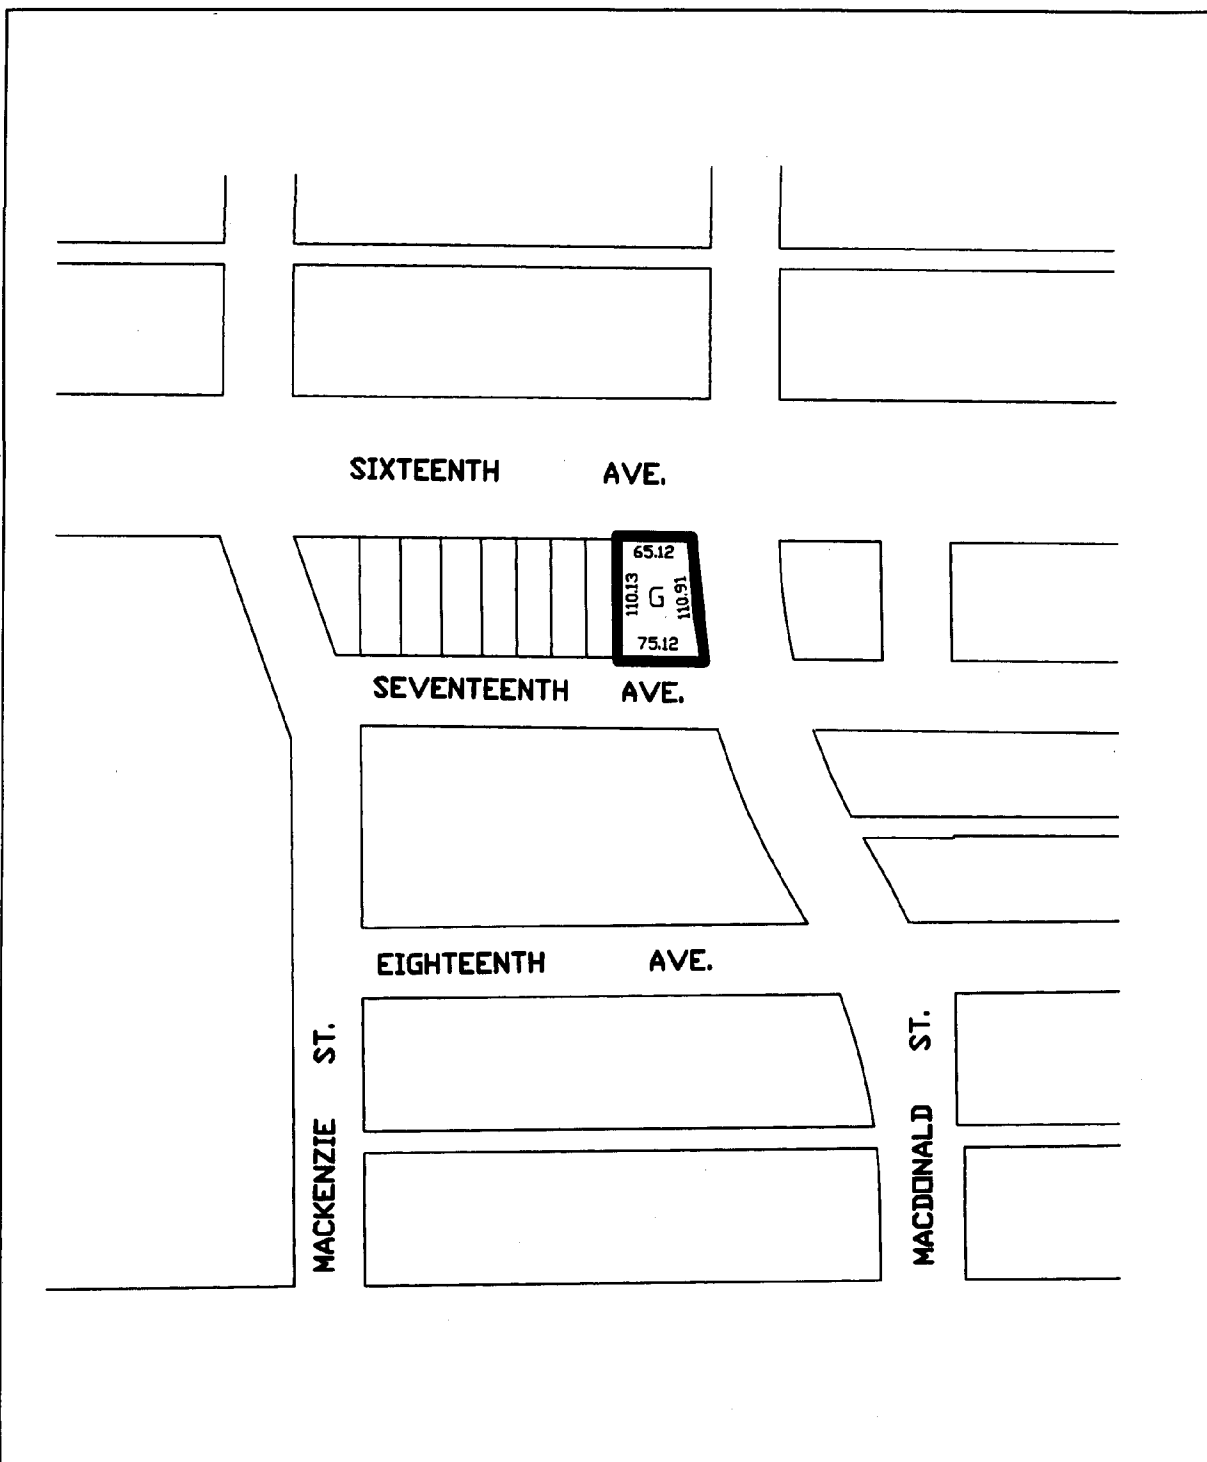 SIXTEENTH AVE.
65.12
110.13
G
110.91
75.12
SEVENTEENTH AVE.
EIGHTEENTH AVE.
MACKENZIE ST.
MACDONALD ST.